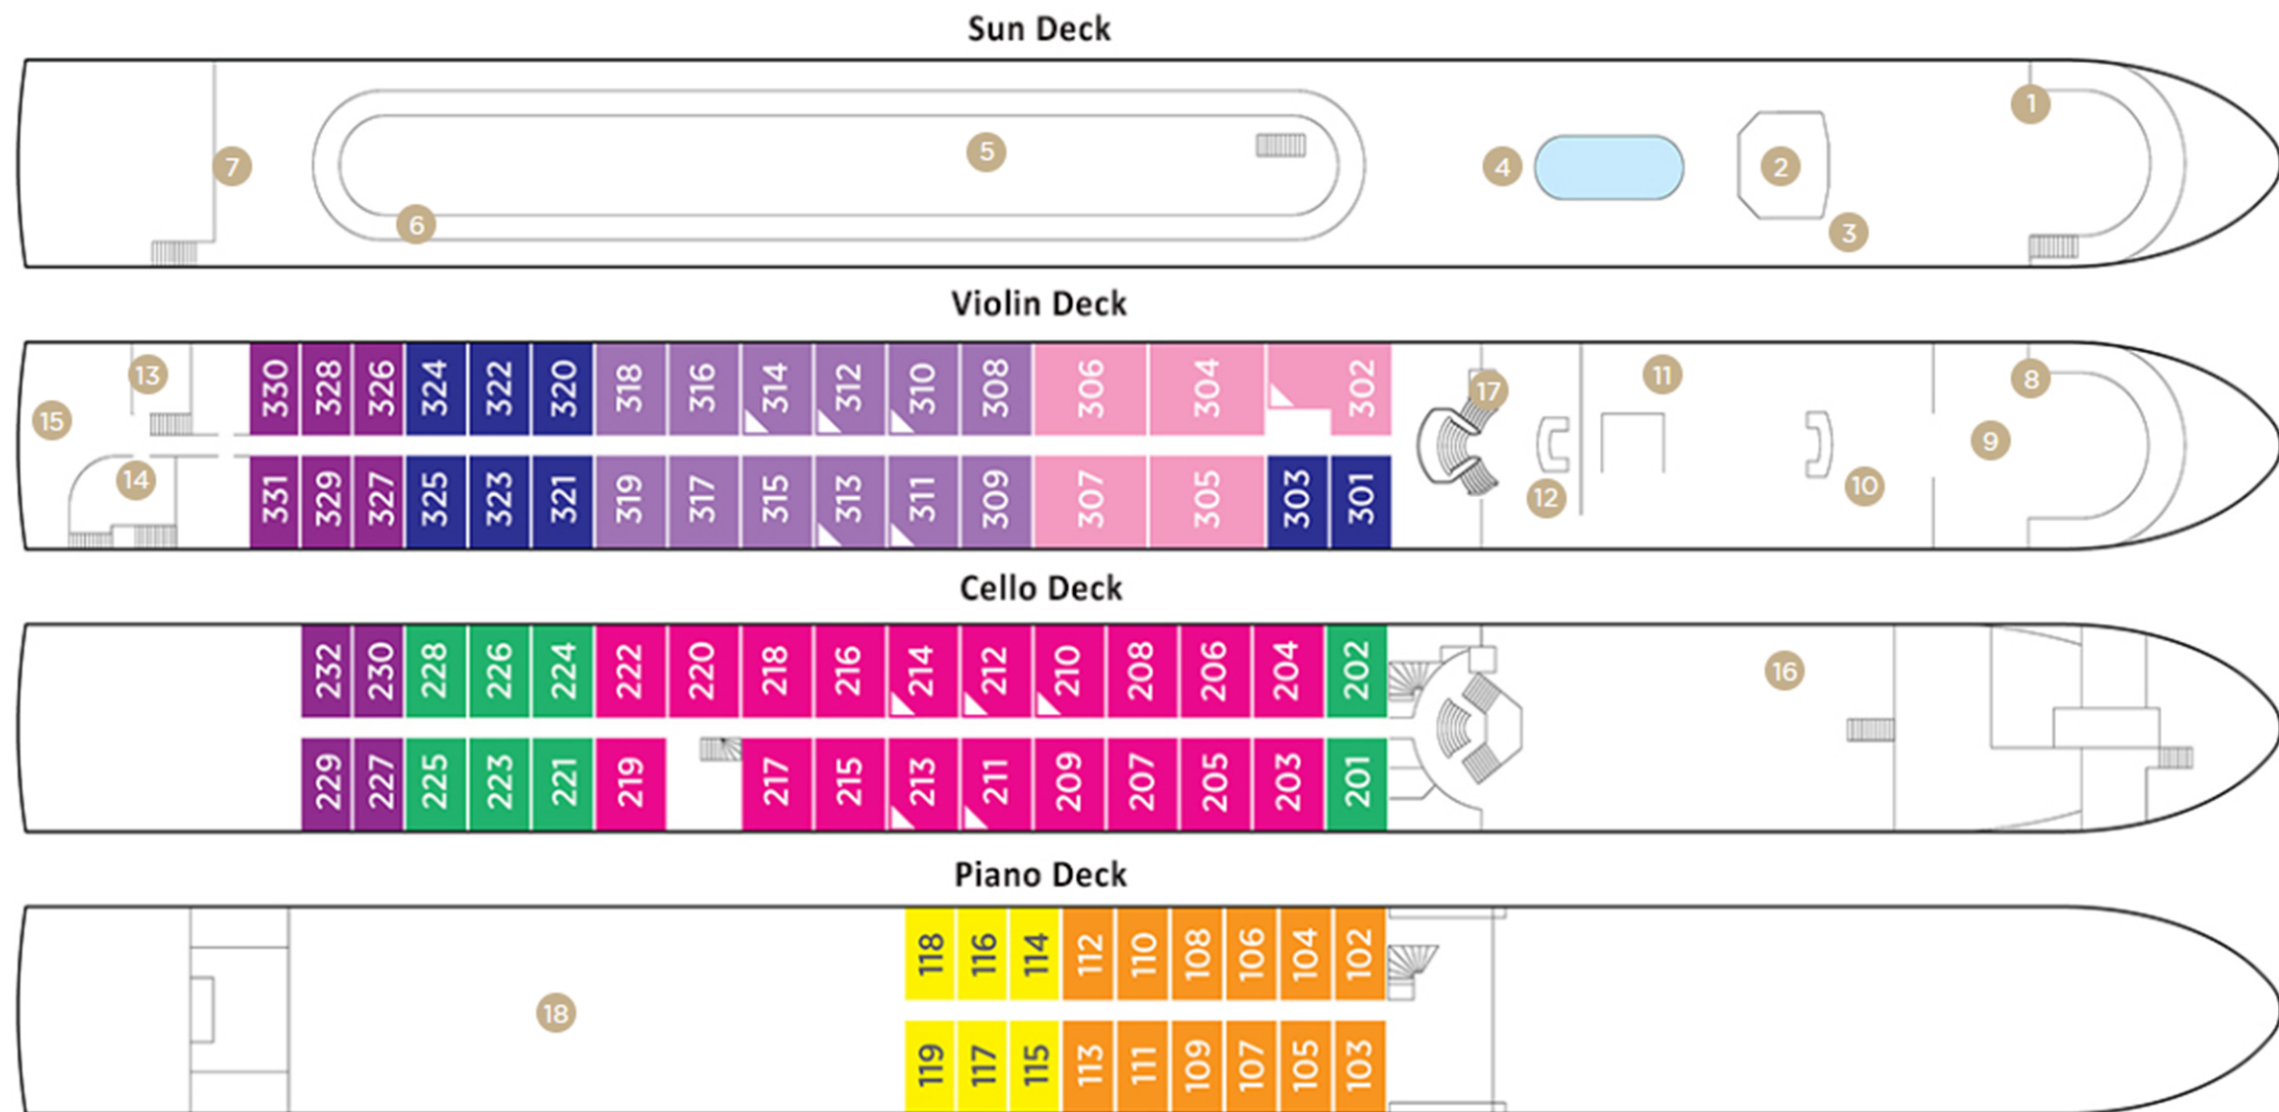 Sun Deck
1
7 5 4 2
6 3
Violin Deck
13 330 328 326 324 322 320 318 316 314 312 310 308 306 304 302 17 11 8
15 9
14 331 329 327 325 323 321 319 317 315 313 311 309 307 305 303 301 12 10
Cello Deck
232 230 228 226 224 222 220 218 216 214 212 210 208 206 204 202 16
229 227 225 223 221 219 217 215 213 211 209 207 205 203 201
Piano Deck
118 116 114 112 110 108 106 104 102
18
119 117 115 113 111 109 107 105 103